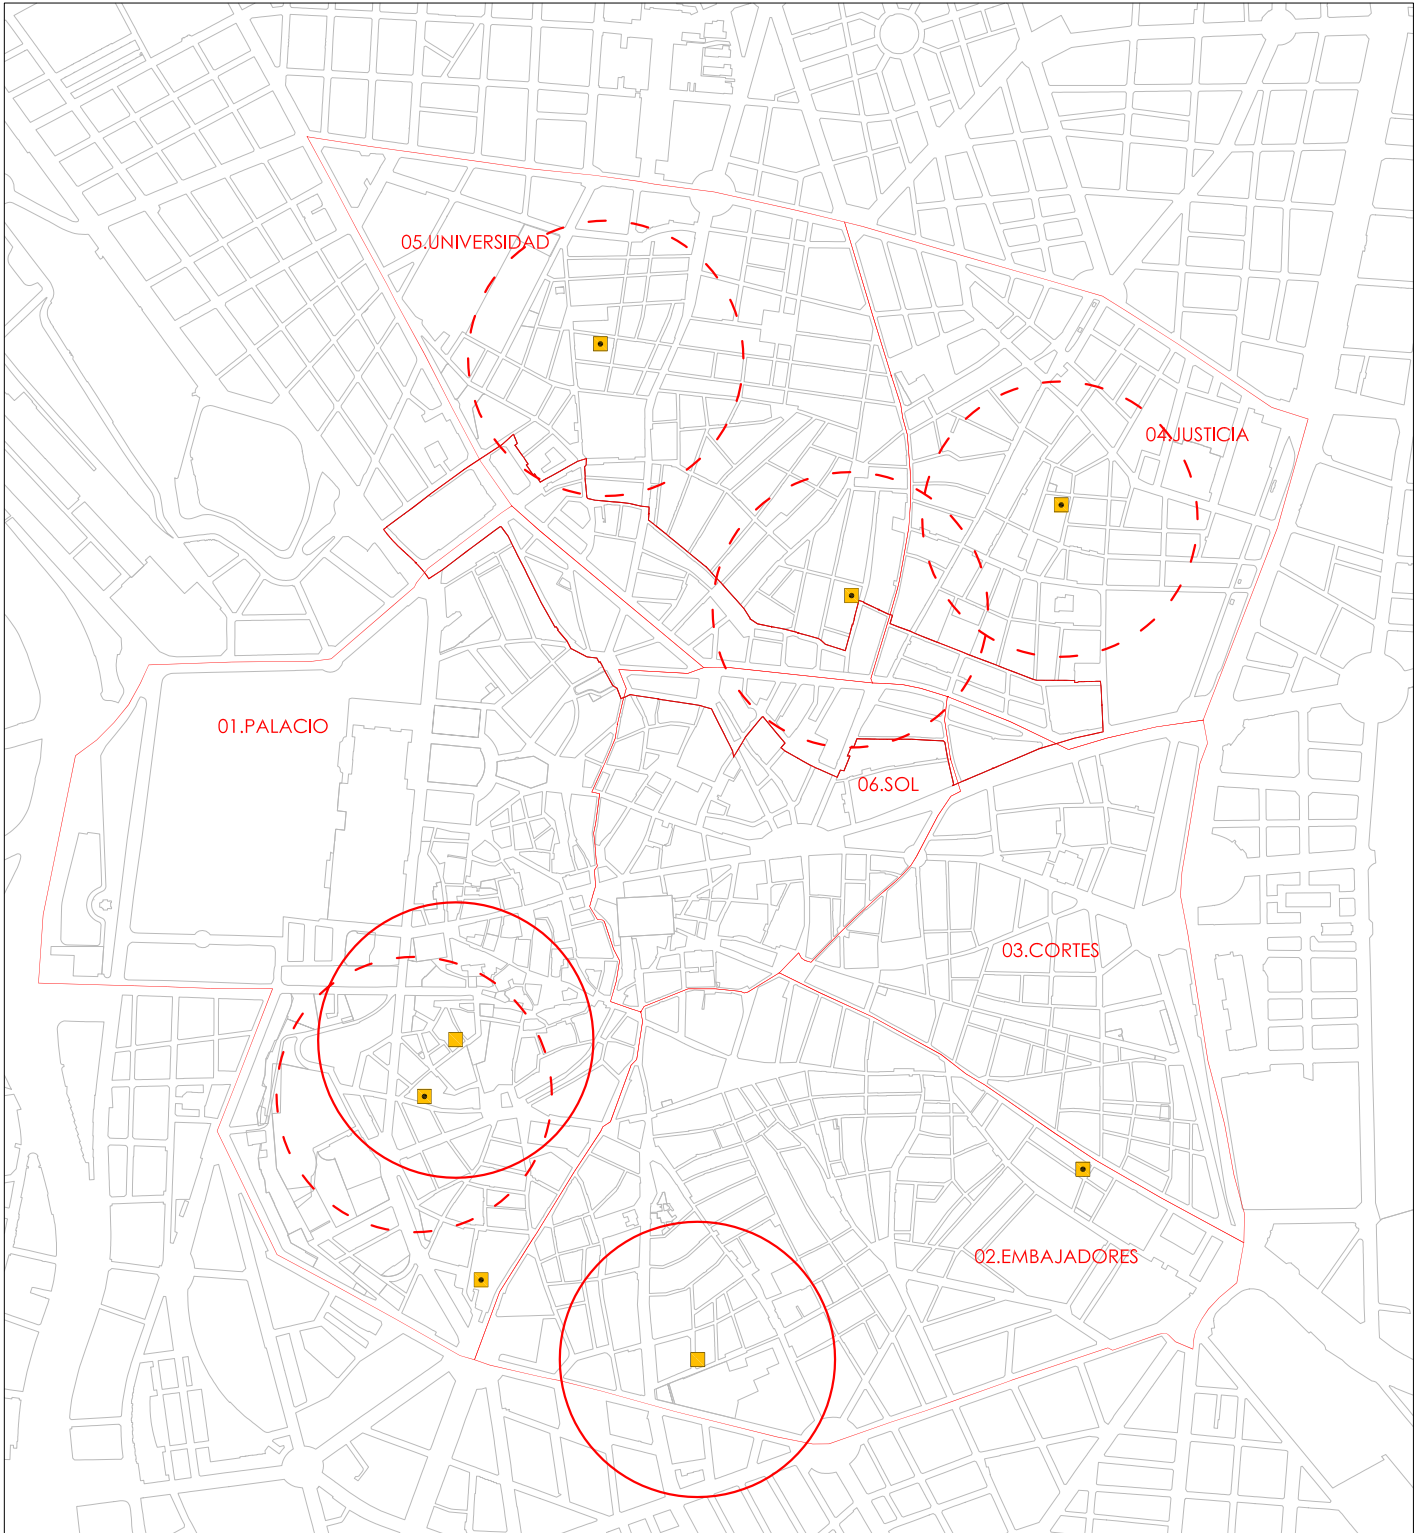 05.UNIVERSIDAD
04.JUSTICIA
01.PALACIO
06.SOL
03.CORTES
02.EMBAJADORES